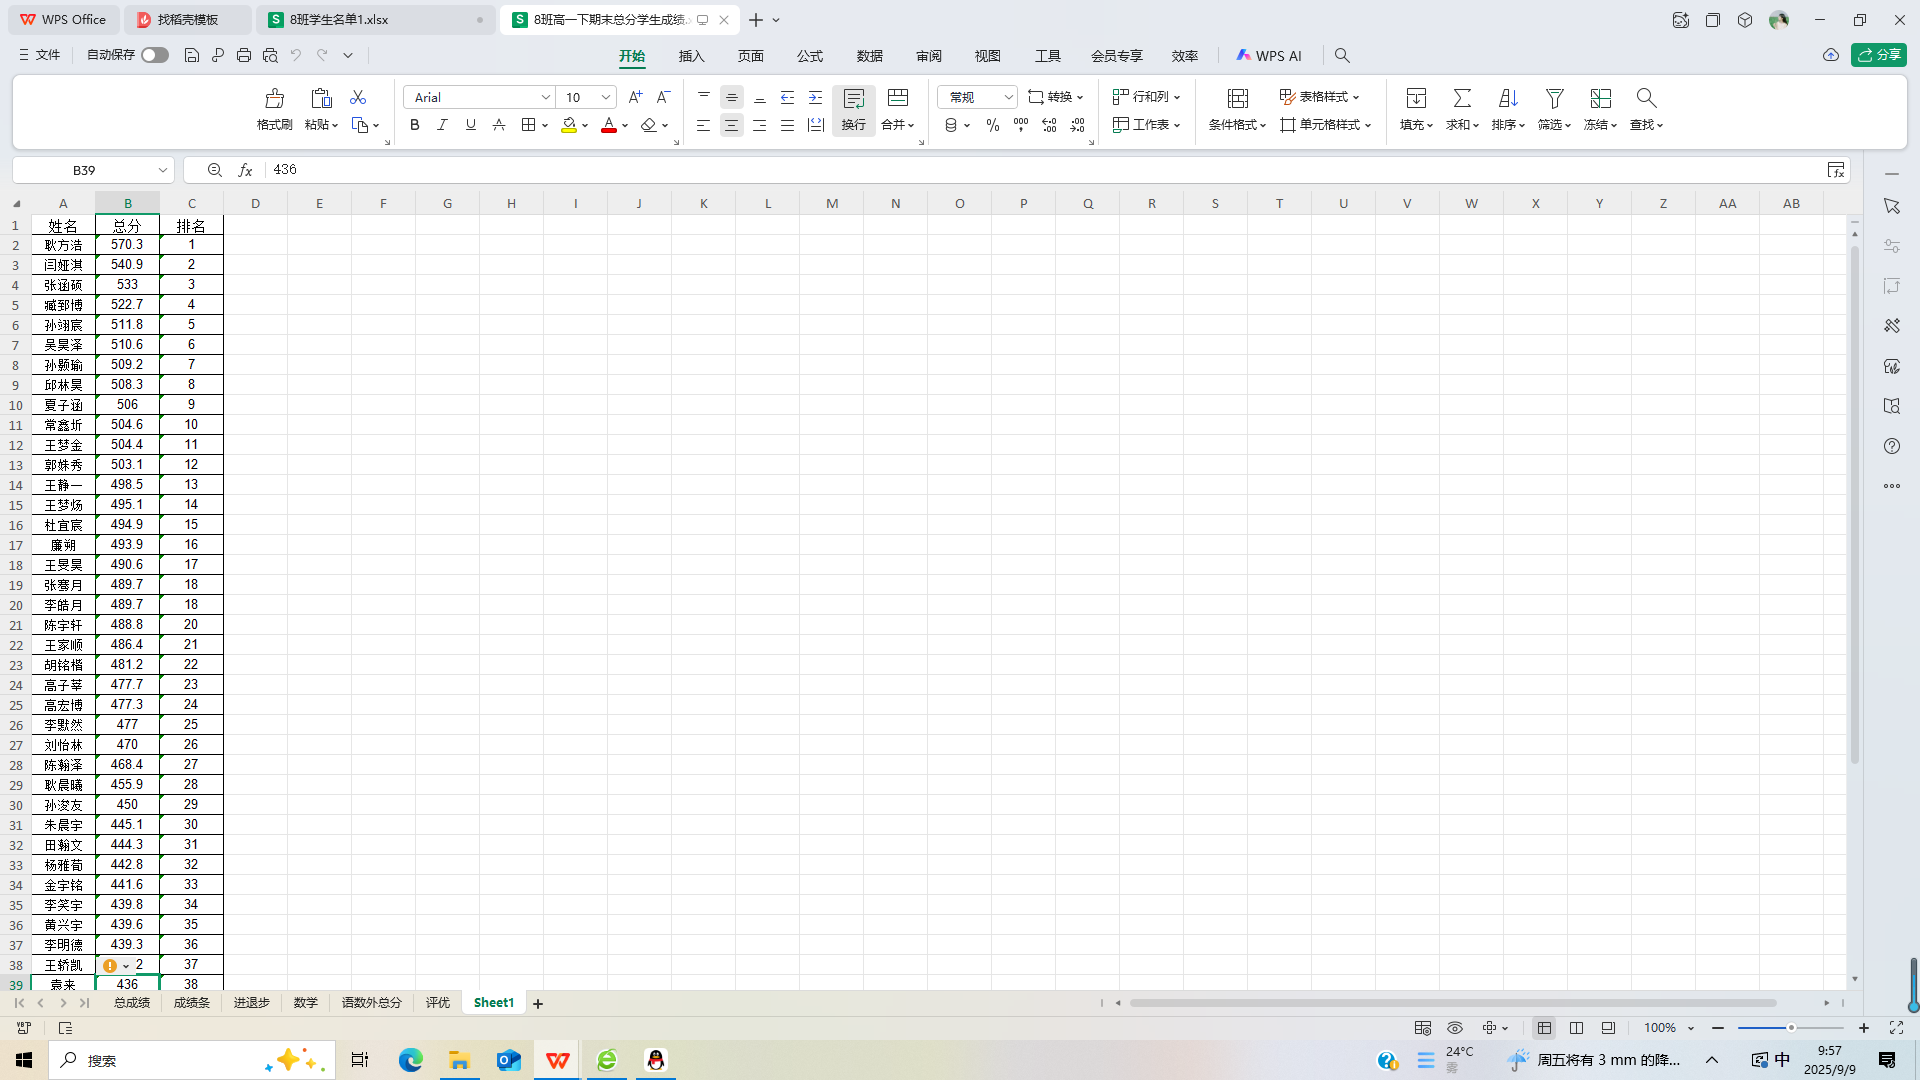 WPS Office 找稻壳模板 8班学生名单1.xlsx 8班高一下期末总分学生成绩.
文件 自动保存 开始 插入 页面 公式 数据 审阅 视图 工具 会员专享 效率 WPS AI 分享
Arial 10 常规 转换 行和列 表格样式
格式刷 粘贴 换行 合并 工作表 条件格式 单元格样式 填充 求和 排序 筛选 冻结 查找
B39 fx 436
A B C D E F G H I J K L M N O P Q R S T U V W X Y Z AA AB
1 姓名 总分 排名
2 耿方浩 570.3 1
3 闫娅淇 540.9 2
4 张涵硕 533 3
5 臧郅博 522.7 4
6 孙翊宸 511.8 5
7 吴昊泽 510.6 6
8 孙颢瑜 509.2 7
9 邱林昊 508.3 8
10 夏子涵 506 9
11 常鑫圻 504.6 10
12 王梦金 504.4 11
13 郭姝秀 503.1 12
14 王静一 498.5 13
15 王梦炀 495.1 14
16 杜宜宸 494.9 15
17 廉朔 493.9 16
18 王旻昊 490.6 17
19 张骞月 489.7 18
20 李皓月 489.7 18
21 陈宇轩 488.8 20
22 王家顺 486.4 21
23 胡铭楷 481.2 22
24 高子莘 477.7 23
25 高宏博 477.3 24
26 李默然 477 25
27 刘怡林 470 26
28 陈瀚泽 468.4 27
29 耿晨曦 455.9 28
30 孙浚友 450 29
31 朱晨宇 445.1 30
32 田瀚文 444.3 31
33 杨雅荀 442.8 32
34 金宇铭 441.6 33
35 李笑宇 439.8 34
36 黄兴宇 439.6 35
37 李明德 439.3 36
38 王轿凯 2 37
39 袁来 436 38
总成绩 成绩条 进退步 数学 语数外总分 评优 Sheet1
100%
搜索 24°C 雾 周五将有 3 mm 的降... 中 9:57 2025/9/9